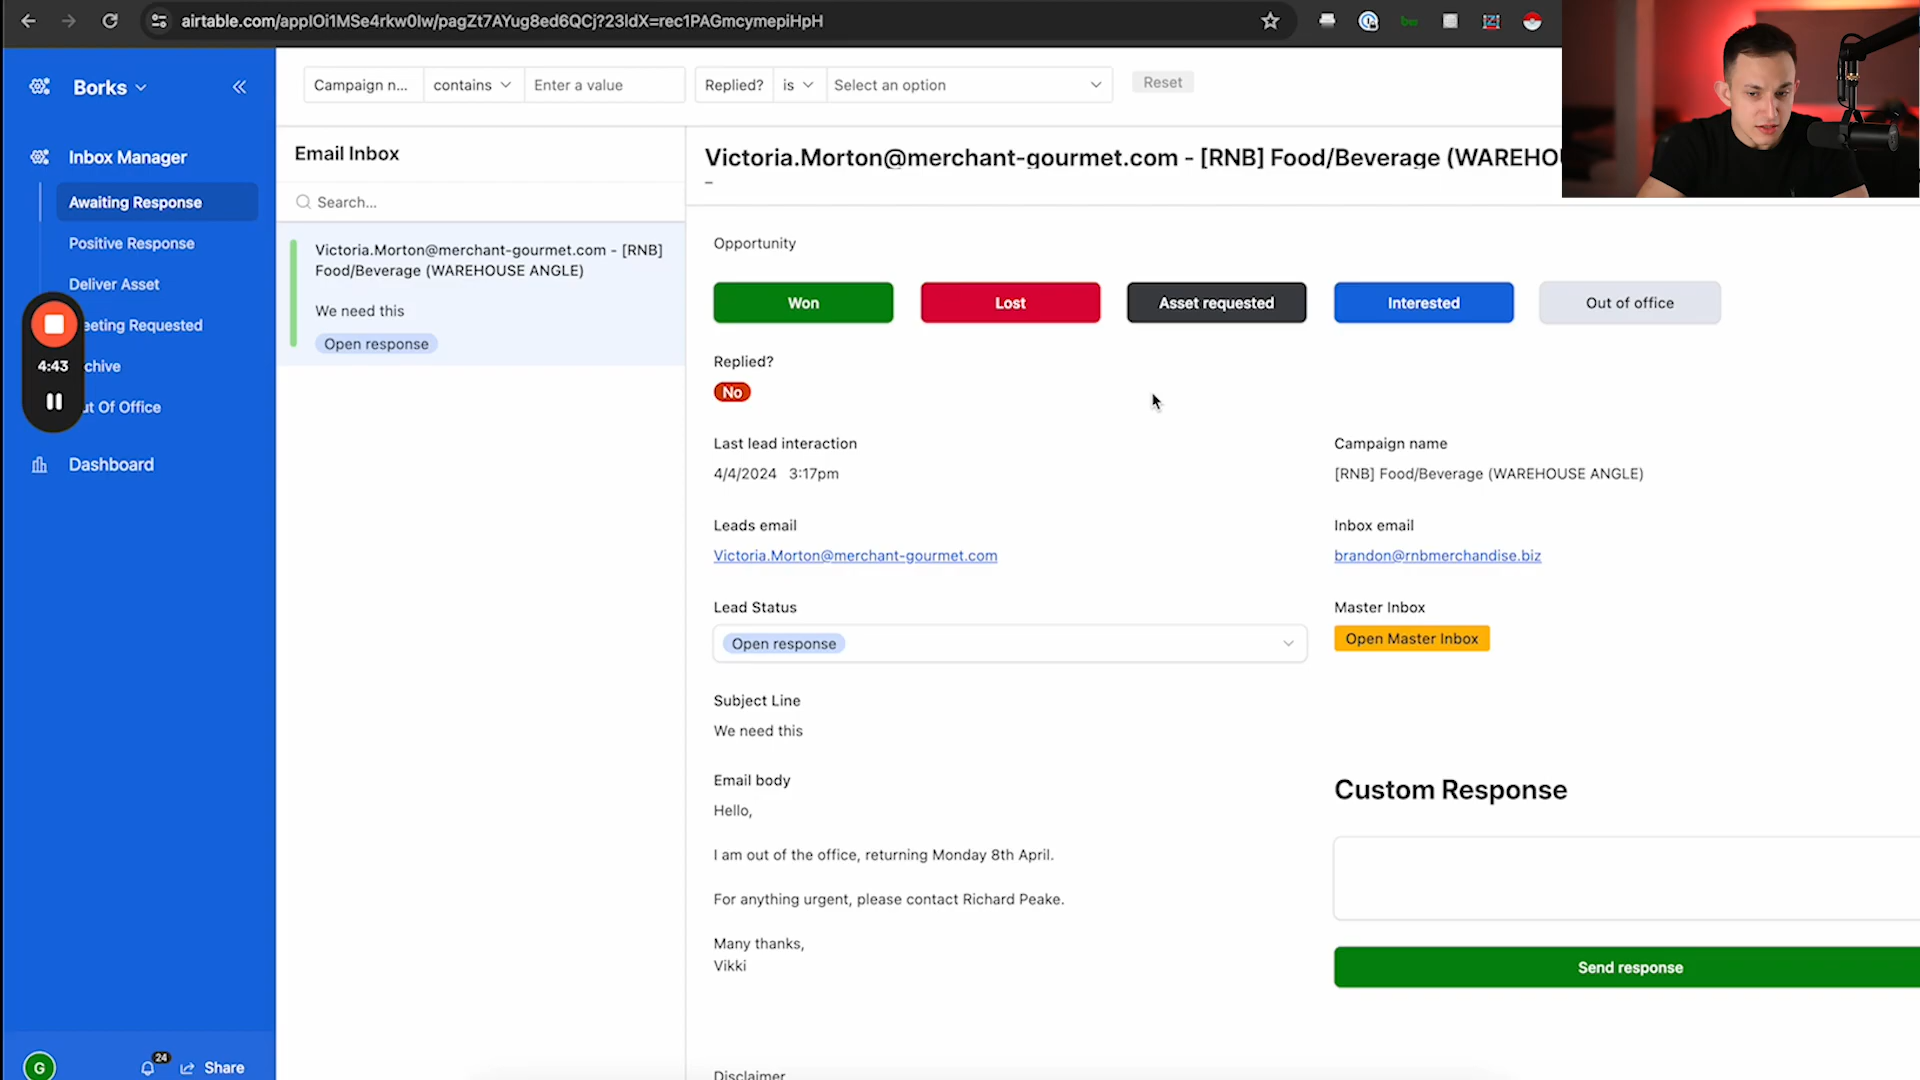 airtable.com/appIOi1MSe4rkw0Iw/pagZt7AYug8ed6QCj?23ldX=rec1PAGmcymepiHpH
Borks
Campaign n...
contains
Enter a value
Replied?
is
Select an option
Reset
Inbox Manager
Awaiting Response
Positive Response
Deliver Asset
eeting Requested
chive
ut Of Office
Dashboard
4:43
Email Inbox
Search...
Victoria.Morton@merchant-gourmet.com - [RNB]
Food/Beverage (WAREHOUSE ANGLE)
We need this
Open response
Victoria.Morton@merchant-gourmet.com - [RNB] Food/Beverage (WAREHOU
–
Opportunity
Won
Lost
Asset requested
Interested
Out of office
Replied?
No
Last lead interaction
4/4/2024 3:17pm
Campaign name
[RNB] Food/Beverage (WAREHOUSE ANGLE)
Leads email
Victoria.Morton@merchant-gourmet.com
Inbox email
brandon@rnbmerchandise.biz
Lead Status
Open response
Master Inbox
Open Master Inbox
Subject Line
We need this
Email body
Hello,
I am out of the office, returning Monday 8th April.
For anything urgent, please contact Richard Peake.
Many thanks,
Vikki
Custom Response
Send response
Disclaimer
G
24
Share